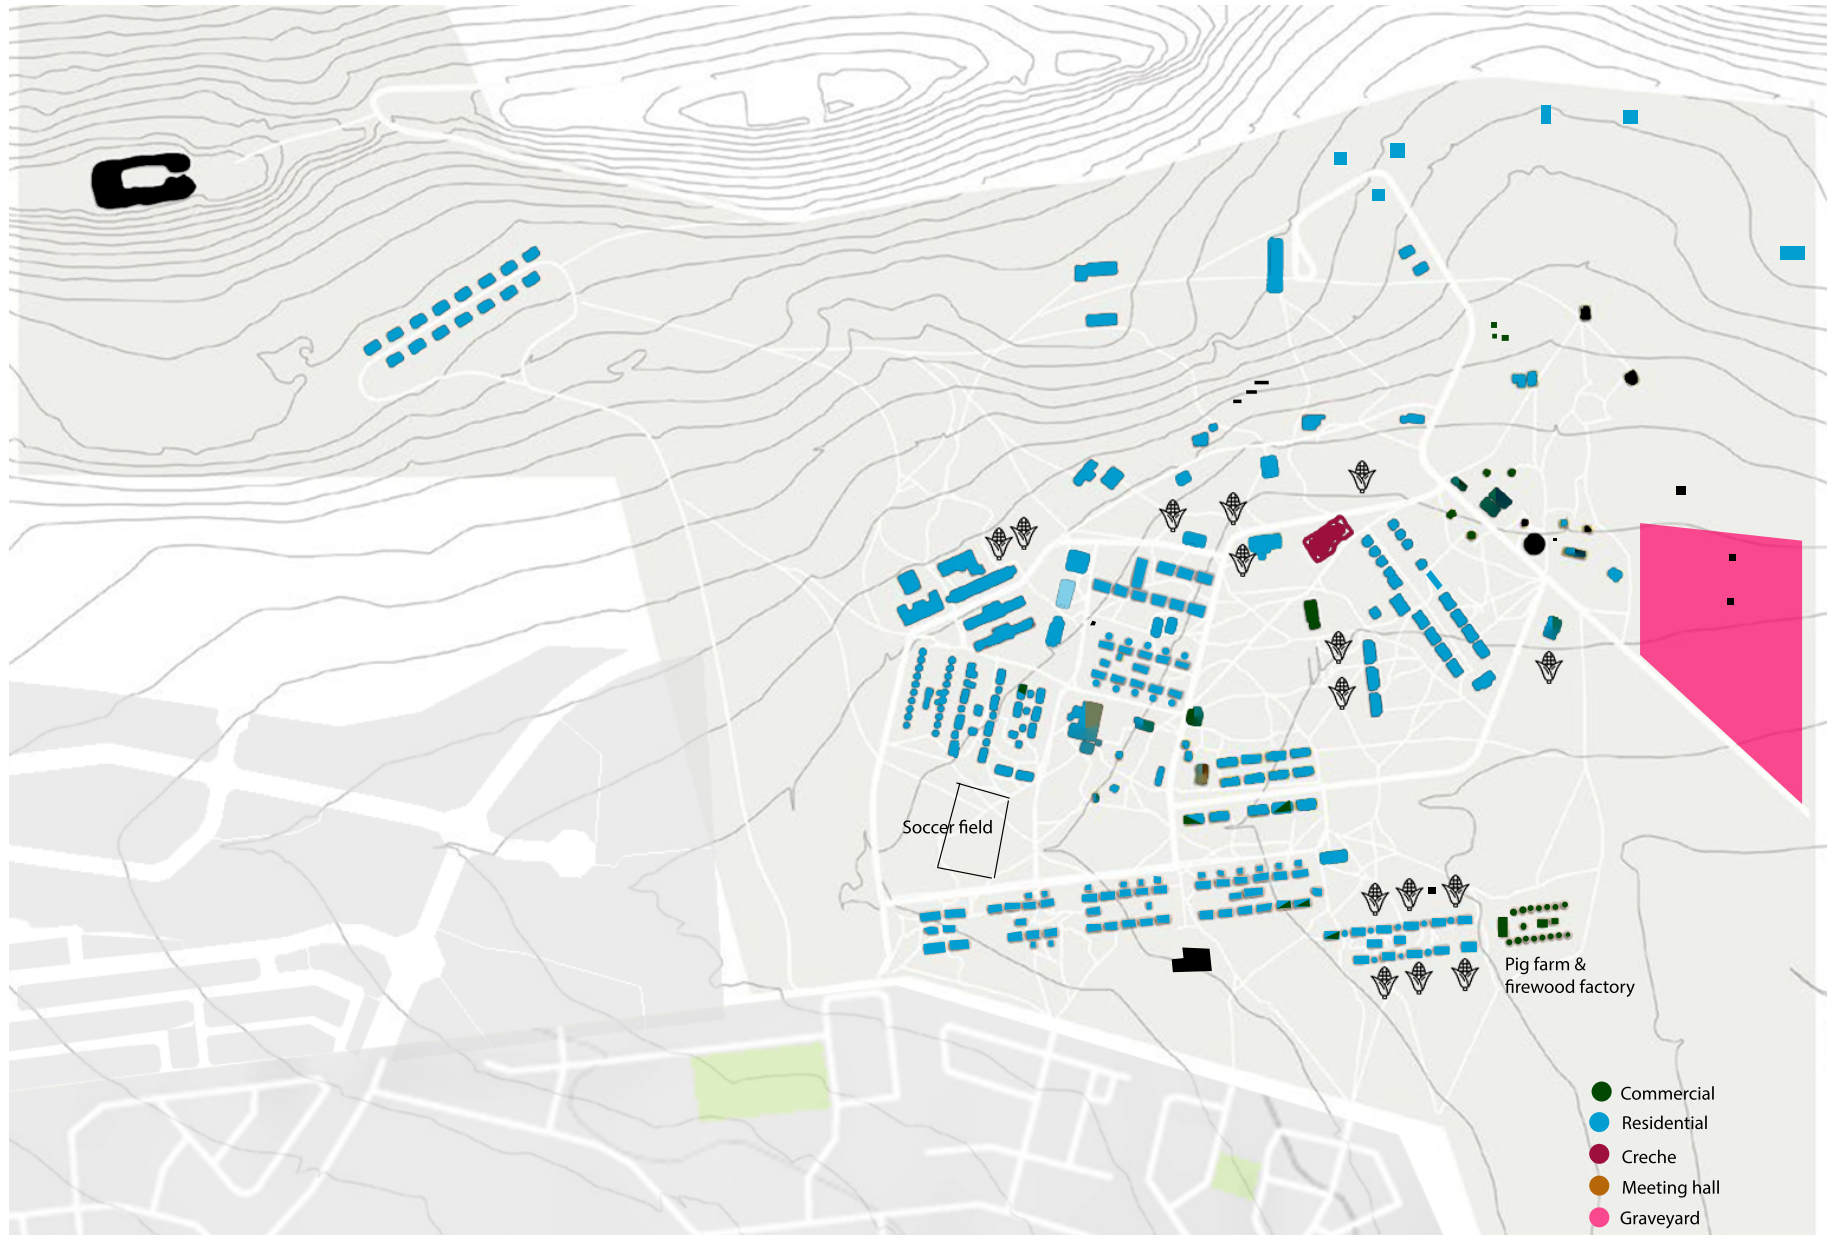 Soccer field
Pig farm &
firewood factory
Commercial
Residential
Creche
Meeting hall
Graveyard